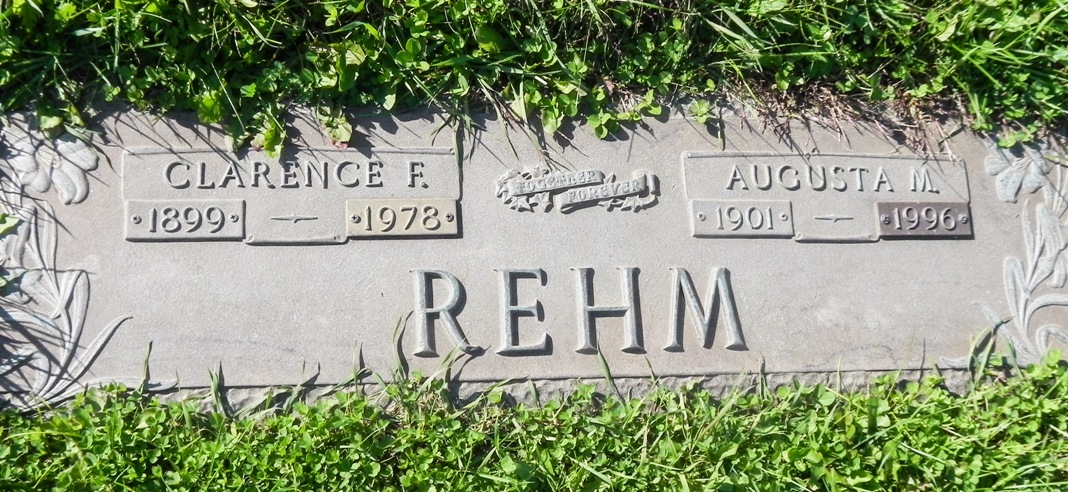 CLARENCE F.
1899 1978
TOGETHER
FOREVER
AUGUSTA M.
1901 1996
REHM